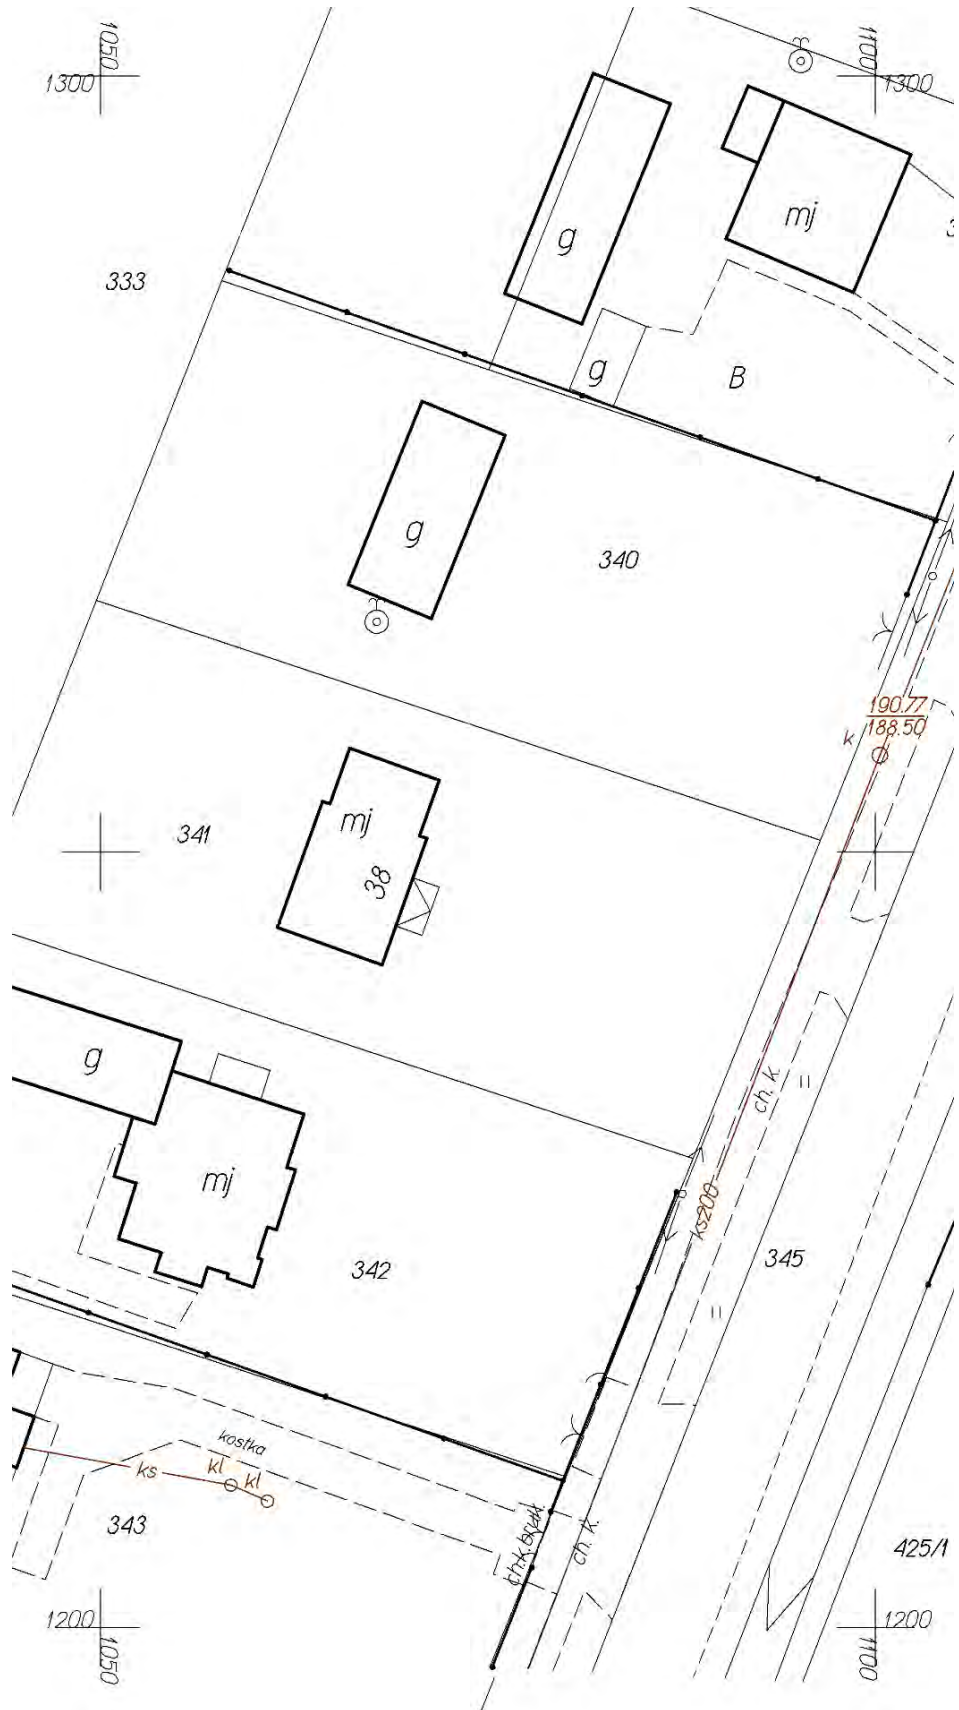 1050
1100
1300
1300
mj
g
333
g
B
g
340
190.77
188.50
k
mj
341
38
g
ch. k.
=
mj
ks200
345
342
=
kostka
kl
kl
ks
343
ch.k.bruk.
ch. k.
425/1
1200
1200
1050
1100